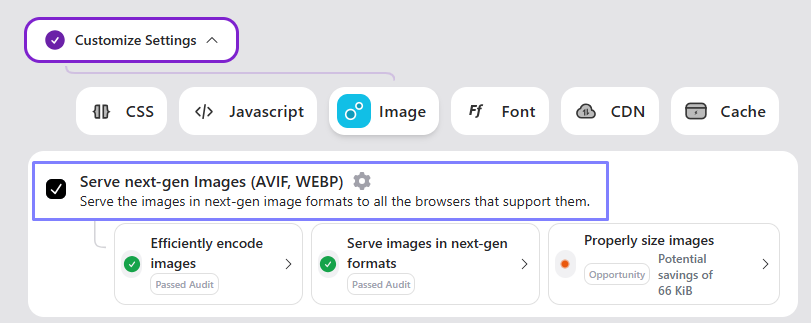 Customize Settings
CSS
Javascript
Image
Ff Font
CDN
Cache
Serve next-gen Images (AVIF, WEBP)
Serve the images in next-gen image formats to all the browsers that support them.
Efficiently encode
images
Passed Audit
Serve images in next-gen
formats
Passed Audit
Properly size images
Opportunity
Potential
savings of
66 KiB